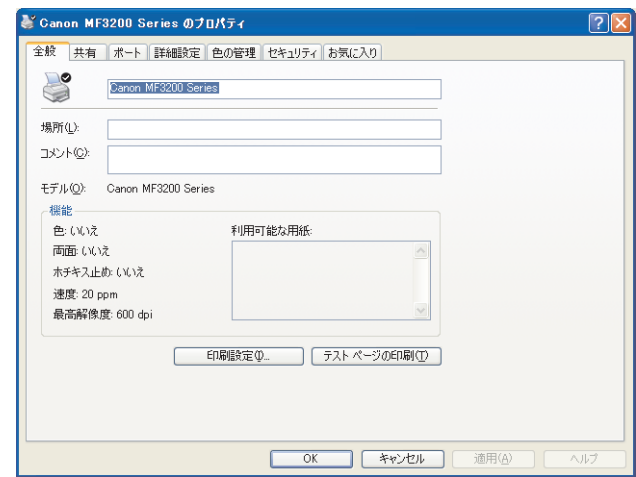 Canon MF3200 Series のプロパティ
全般 共有 ポート 詳細設定 色の管理 セキュリティ お気に入り
Canon MF3200 Series
場所(L):
コメント(C):
モデル(O): Canon MF3200 Series
機能
色: いいえ 利用可能な用紙:
両面: いいえ
ホチキス止め: いいえ
速度: 20 ppm
最高解像度: 600 dpi
印刷設定(I)... テスト ページの印刷(T)
OK キャンセル 適用(A) ヘルプ